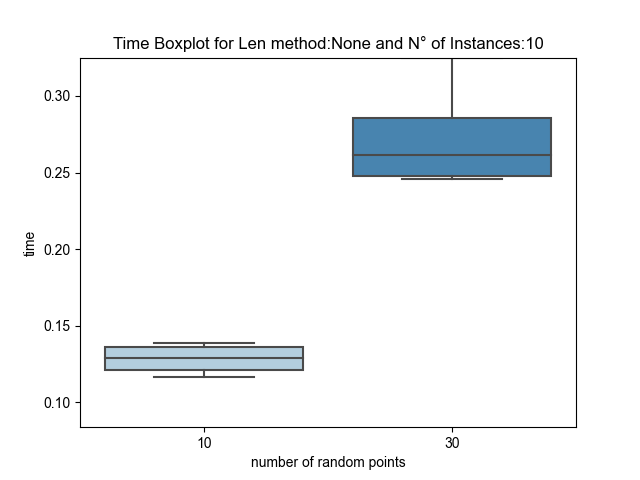 Time Boxplot for Len method:None and N° of Instances:10
0.30
0.25
0.20
0.15
0.10
time
10 30
number of random points